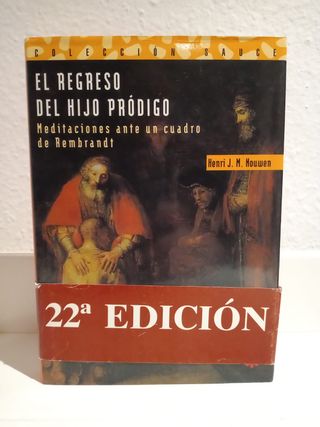 COLECCIÓN SAUCE
EL REGRESO
DEL HIJO PRÓDIGO
Meditaciones ante un cuadro
de Rembrandt
Henri J. M. Nouwen
22ª EDICIÓN